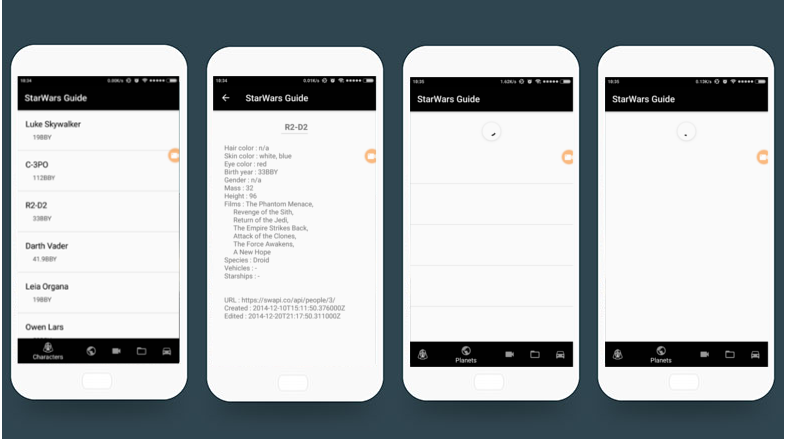 18:34
0.00K/s
StarWars Guide
Luke Skywalker
19BBY
C-3PO
112BBY
R2-D2
33BBY
Darth Vader
41.9BBY
Leia Organa
19BBY
Owen Lars
Characters
18:34
0.01K/s
StarWars Guide
R2-D2
Hair color : n/a
Skin color : white, blue
Eye color : red
Birth year : 33BBY
Gender : n/a
Mass : 32
Height : 96
Films : The Phantom Menace,
Revenge of the Sith,
Return of the Jedi,
The Empire Strikes Back,
Attack of the Clones,
The Force Awakens,
A New Hope
Species : Droid
Vehicles : -
Starships : -
URL : https://swapi.co/api/people/3/
Created : 2014-12-10T15:11:50.376000Z
Edited : 2014-12-20T21:17:50.311000Z
18:35
1.62K/s
StarWars Guide
Planets
18:35
0.13K/s
StarWars Guide
Planets